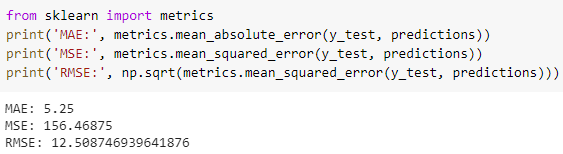 from sklearn import metrics
print('MAE:', metrics.mean_absolute_error(y_test, predictions))
print('MSE:', metrics.mean_squared_error(y_test, predictions))
print('RMSE:', np.sqrt(metrics.mean_squared_error(y_test, predictions)))
MAE: 5.25
MSE: 156.46875
RMSE: 12.508746939641876